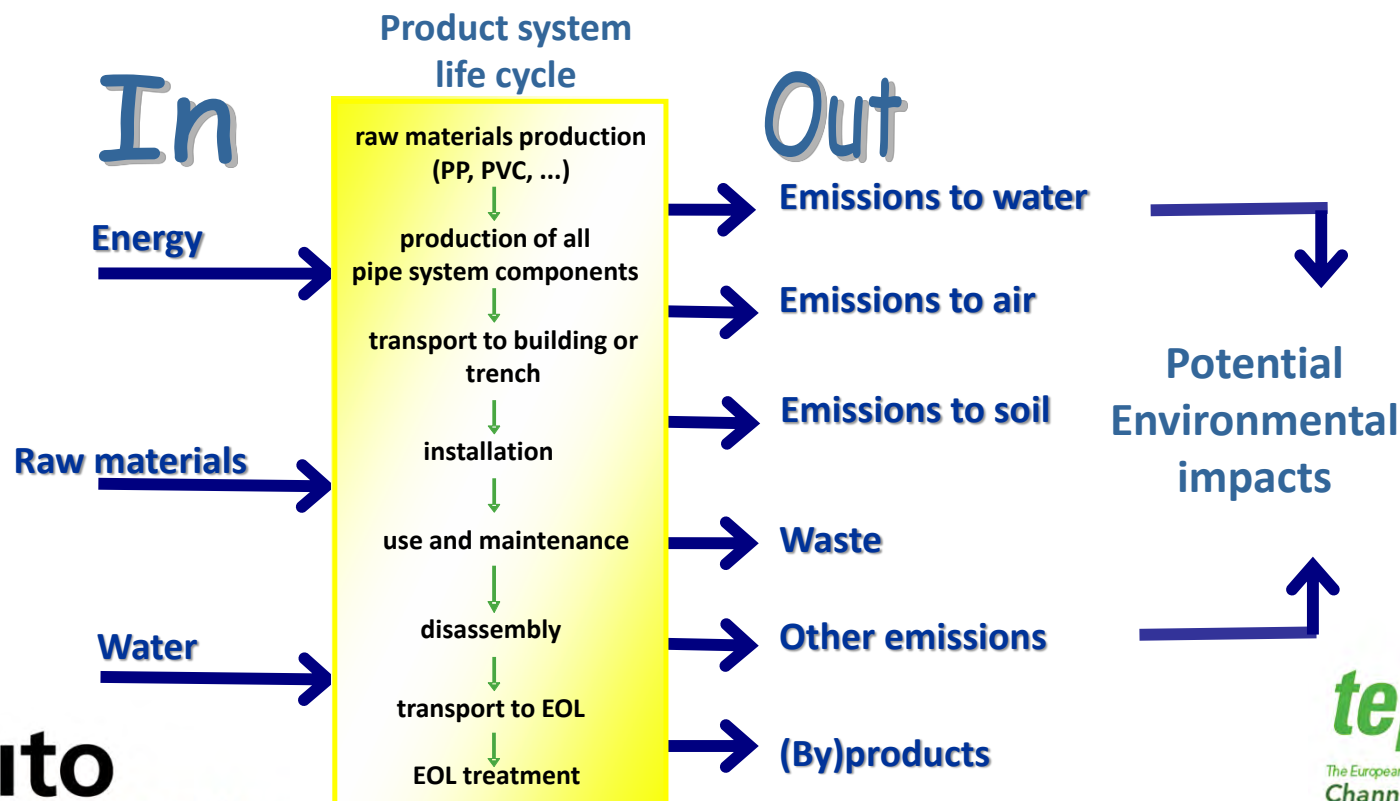 Product system
life cycle
In
Out
raw materials production
(PP, PVC, ...)
production of all
pipe system components
transport to building or
trench
installation
use and maintenance
disassembly
transport to EOL
EOL treatment
Energy
Raw materials
Water
Emissions to water
Emissions to air
Emissions to soil
Waste
Other emissions
(By)products
Potential
Environmental
impacts
The European